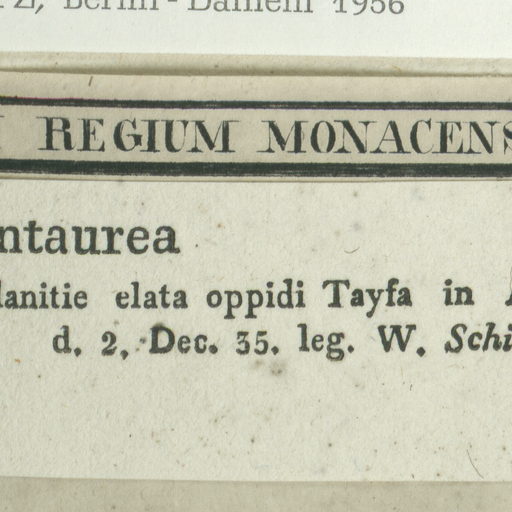 Berlin-Dahlem 1956
REGIUM MONACENS
ntaurea
lanitie elata oppidi Tayfa in
d. 2. Dec. 35. leg. W. Schi